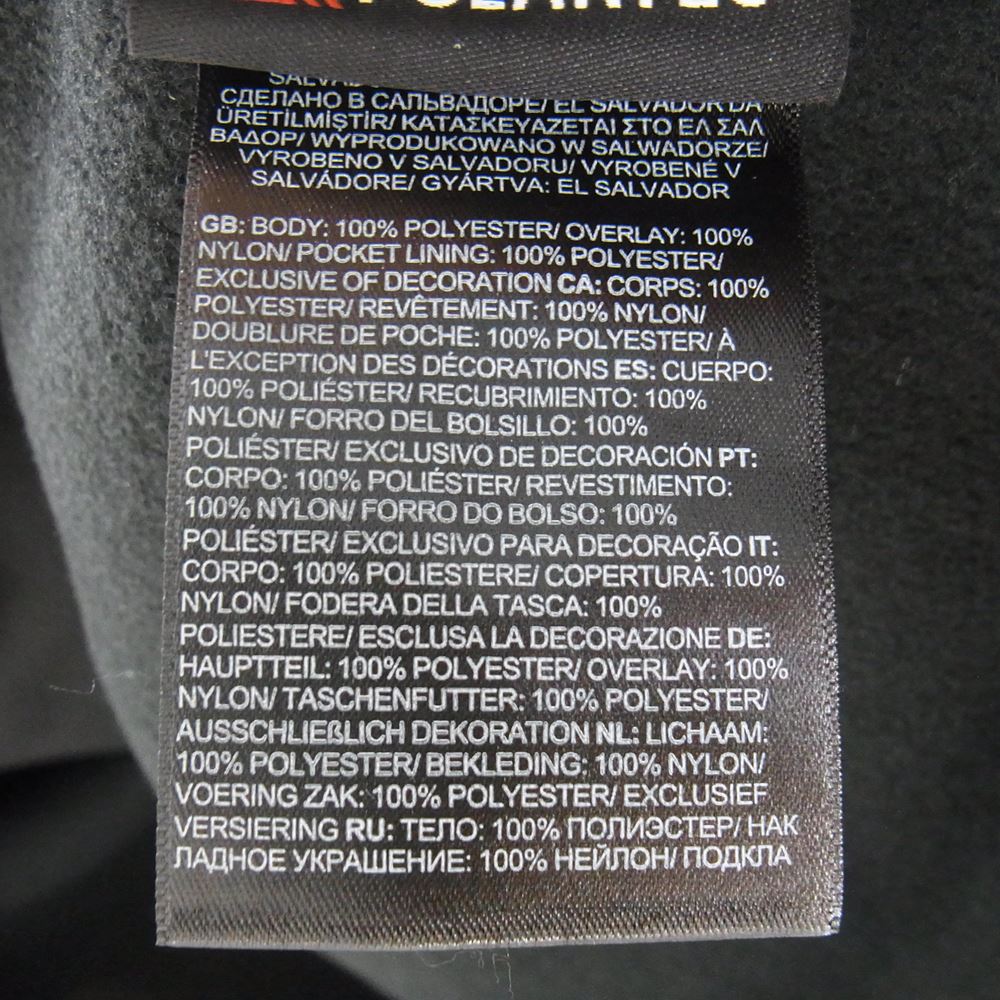 POLARTEC
СДЕЛАНО В САЛЬВАДОРЕ/ EL SALVADOR'DA
ÜRETİLMİŞTİR/ ΚΑΤΑΣΚΕΥΑΖΕΤΑΙ ΣΤΟ ΕΛ ΣΑΛ
ΒΑΔΟΡ/ WYPRODUKOWANO W SALWADORZE/
VYROBENO V SALVADORU/ VYROBENÉ V
SALVÁDORE/ GYÁRTVA: EL SALVADOR
GB: BODY: 100% POLYESTER/ OVERLAY: 100%
NYLON/ POCKET LINING: 100% POLYESTER/
EXCLUSIVE OF DECORATION CA: CORPS: 100%
POLYESTER/ REVÊTEMENT: 100% NYLON/
DOUBLURE DE POCHE: 100% POLYESTER/ À
L'EXCEPTION DES DÉCORATIONS ES: CUERPO:
100% POLIÉSTER/ RECUBRIMIENTO: 100%
NYLON/ FORRO DEL BOLSILLO: 100%
POLIÉSTER/ EXCLUSIVO DE DECORACIÓN PT:
CORPO: 100% POLIÉSTER/ REVESTIMENTO:
100% NYLON/ FORRO DO BOLSO: 100%
POLIÉSTER/ EXCLUSIVO PARA DECORAÇÃO IT:
CORPO: 100% POLIESTERE/ COPERTURA: 100%
NYLON/ FODERA DELLA TASCA: 100%
POLIESTERE/ ESCLUSA LA DECORAZIONE DE:
HAUPTTEIL: 100% POLYESTER/ OVERLAY: 100%
NYLON/ TASCHENFUTTER: 100% POLYESTER/
AUSSCHLIEßLICH DEKORATION NL: LICHAAM:
100% POLYESTER/ BEKLEDING: 100% NYLON/
VOERING ZAK: 100% POLYESTER/ EXCLUSIEF
VERSIERING RU: ТЕЛО: 100% ПОЛИЭСТЕР/ НАК
ЛАДНОЕ УКРАШЕНИЕ: 100% НЕЙЛОН/ ПОДКЛА